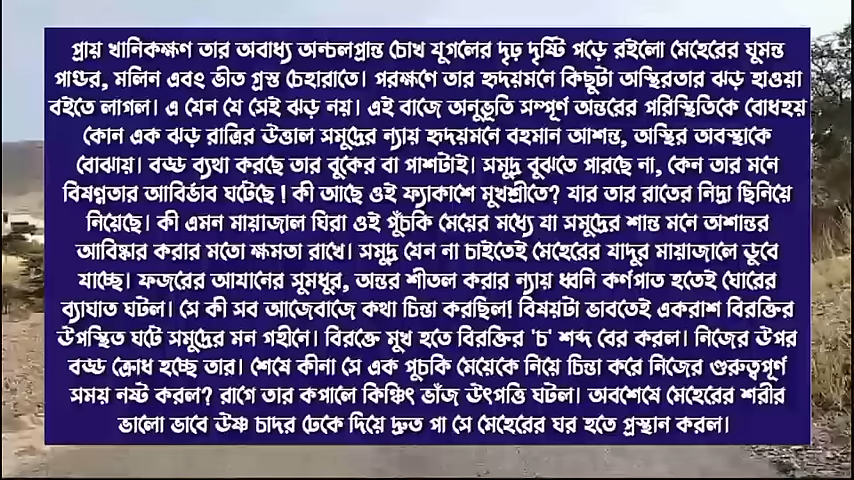 প্রায় খানিকক্ষণ তার অবাধ্য অন্চলপ্রান্ত চোখ যুগলের দৃঢ় দৃষ্টি পড়ে রইলো মেহেরের ঘুমন্ত
পাণ্ডুর, মলিন এবং ভীত গ্রস্ত চেহারাতে। পরক্ষণে তার হৃদয়মনে কিছুটা অস্থিরতার ঝড় হাওয়া
বইতে লাগল। এ যেন যে সেই ঝড় নয়। এই বাজে অনুভূতি সম্পূর্ণ অন্তরের পরিস্থিতিকে বোধহয়
কোন এক ঝড় রাত্রির উত্তাল সমুদ্রের ন্যায় হৃদয়মনে বহমান আশন্ত, অস্থির অবস্থাকে
বোঝায়। বড্ড ব্যথা করছে তার বুকের বা পাশটাই। সমুদ্র বুঝতে পারছে না, কেন তার মনে
বিষণ্নতার আবির্ভাব ঘটেছে ! কী আছে ওই ফ্যাকাশে মুখশ্রীতে? যার তার রাতের নিদ্রা ছিনিয়ে
নিয়েছে। কী এমন মায়াজাল ঘিরা ওই পুঁচকি মেয়ের মধ্যে যা সমুদ্রের শান্ত মনে অশান্তর
আবিষ্কার করার মতো ক্ষমতা রাখে। সমুদ্র যেন না চাইতেই মেহেরের যাদুর মায়াজালে ডুবে
যাচ্ছে। ফজরের আযানের সুমধুর, অন্তর শীতল করার ন্যায় ধ্বনি কর্ণপাত হতেই ঘোরের
ব্যাঘাত ঘটল। সে কী সব আজেবাজে কথা চিন্তা করছিল! বিষয়টা ভাবতেই একরাশ বিরক্তির
উপস্থিত ঘটে সমুদ্রের মন গহীনে। বিরক্তে মুখ হতে বিরক্তির 'চ' শব্দ বের করল। নিজের উপর
বড্ড ক্রোধ হচ্ছে তার। শেষে কীনা সে এক পুচকি মেয়েকে নিয়ে চিন্তা করে নিজের গুরুত্বপূর্ণ
সময় নষ্ট করল? রাগে তার কপালে কিঞ্চিৎ ভাঁজ উৎপত্তি ঘটল। অবশেষে মেহেরের শরীর
ভালো ভাবে উষ্ণ চাদর ঢেকে দিয়ে দ্রুত পা সে মেহেরের ঘর হতে প্রস্থান করল।